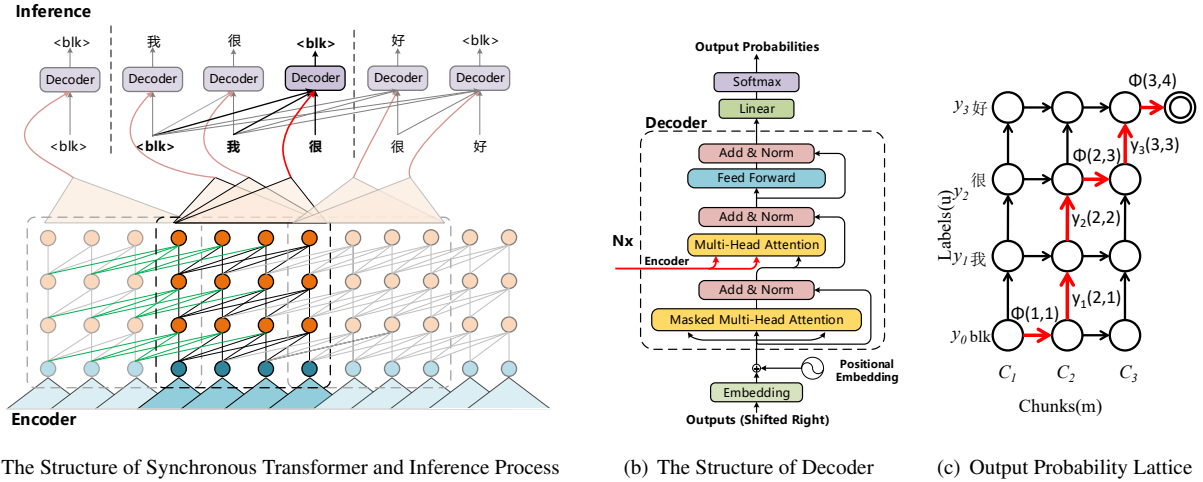 Inference
<blk> 我 很 <blk> 好 <blk>
Decoder Decoder Decoder Decoder Decoder Decoder
<blk> <blk> 我 很 很 好
Encoder
The Structure of Synchronous Transformer and Inference Process
Output Probabilities
Softmax
Linear
Decoder
Add & Norm
Feed Forward
Add & Norm
Nx
Multi-Head Attention
Encoder
Add & Norm
Masked Multi-Head Attention
Positional
Embedding
Embedding
Outputs (Shifted Right)
(b) The Structure of Decoder
Φ(3,4)
y3 好
y3(3,3)
Φ(2,3)
很
y2
y2(2,2)
Labels(u)
y1 我
y1(2,1)
Φ(1,1)
y0 blk
C1 C2 C3
Chunks(m)
(c) Output Probability Lattice